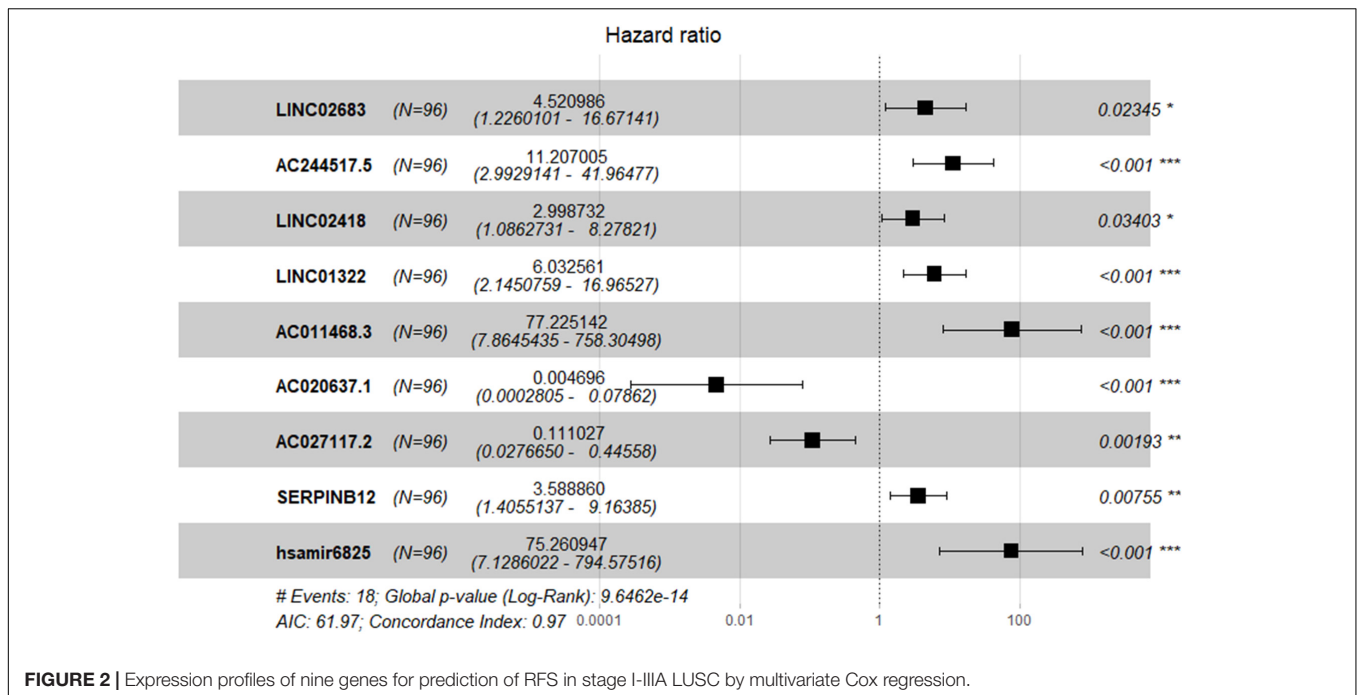 Hazard ratio
LINC02683 (N=96) 4.520986 0.02345 *
(1.2260101 - 16.67141)
AC244517.5 (N=96) 11.207005 <0.001 ***
(2.9929141 - 41.96477)
LINC02418 (N=96) 2.998732 0.03403 *
(1.0862731 - 8.27821)
LINC01322 (N=96) 6.032561 <0.001 ***
(2.1450759 - 16.96527)
AC011468.3 (N=96) 77.225142 <0.001 ***
(7.8645435 - 758.30498)
AC020637.1 (N=96) 0.004696 <0.001 ***
(0.0002805 - 0.07862)
AC027117.2 (N=96) 0.111027 0.00193 **
(0.0276650 - 0.44558)
SERPINB12 (N=96) 3.588860 0.00755 **
(1.4055137 - 9.16385)
hsamir6825 (N=96) 75.260947 <0.001 ***
(7.1286022 - 794.57516)
# Events: 18; Global p-value (Log-Rank): 9.6462e-14
AIC: 61.97; Concordance Index: 0.97 0.0001 0.01 1 100
FIGURE 2 | Expression profiles of nine genes for prediction of RFS in stage I-IIIA LUSC by multivariate Cox regression.